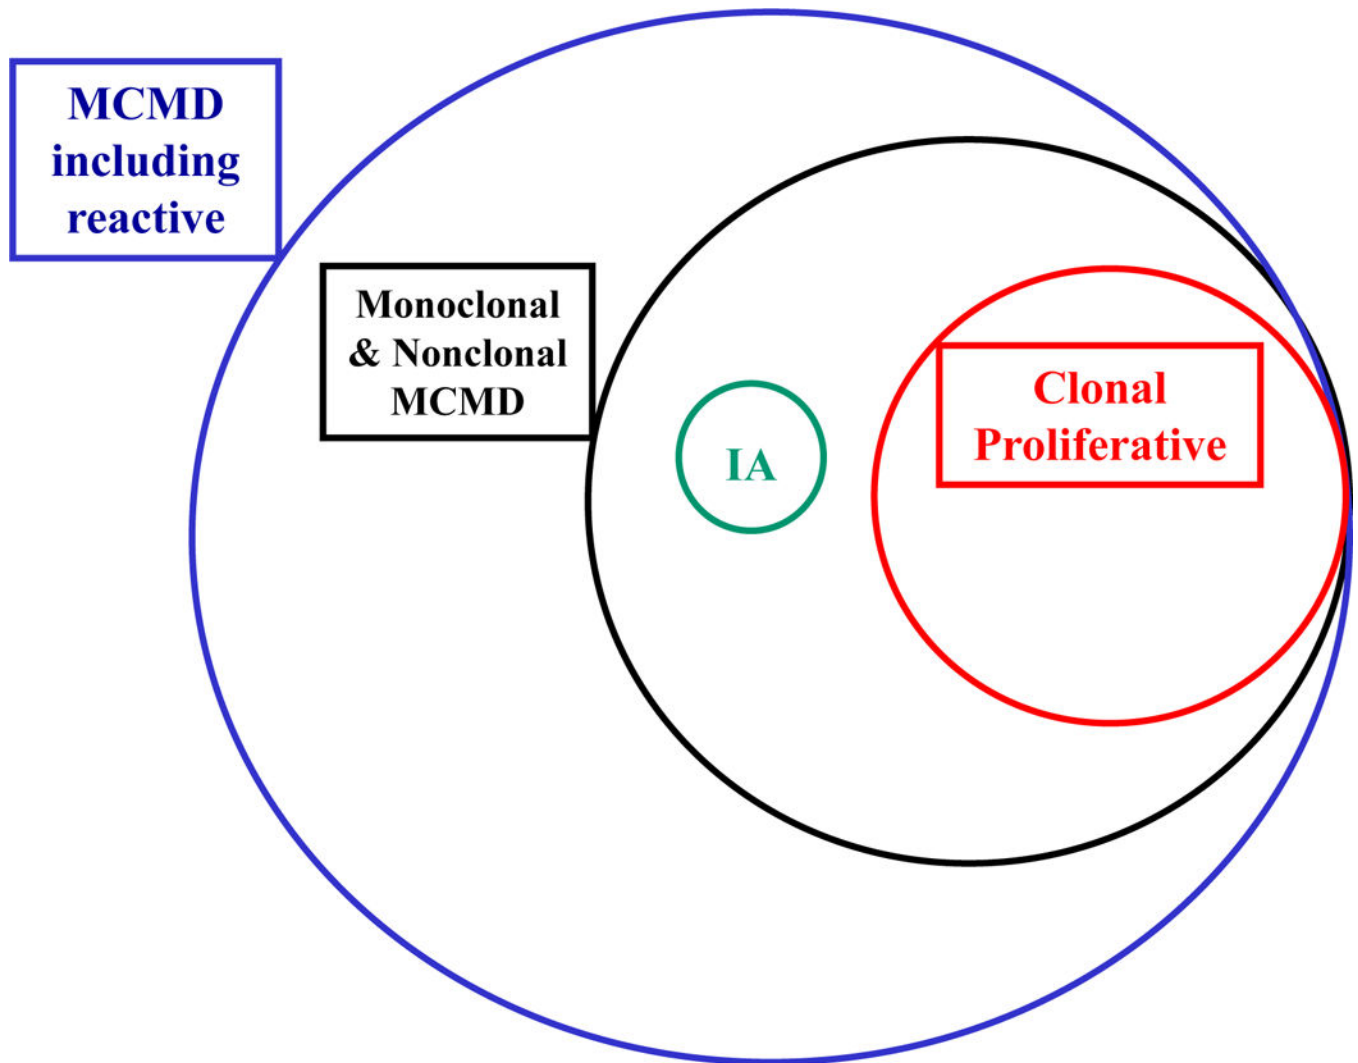 MCMD
including
reactive
Monoclonal
& Nonclonal
MCMD
IA
Clonal
Proliferative